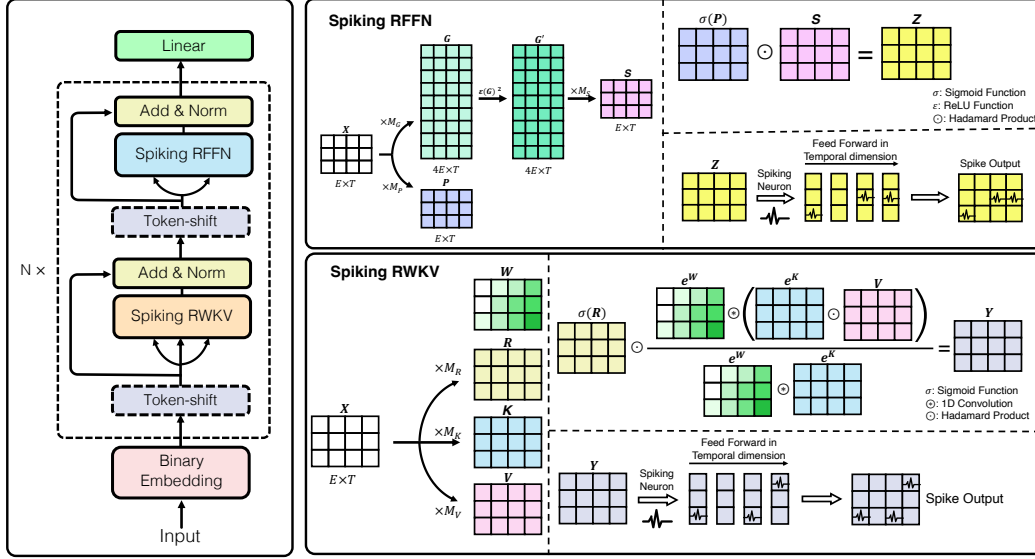 Linear
Add & Norm
Spiking RFFN
Token-shift
N ×
Add & Norm
Spiking RWKV
Token-shift
Binary
Embedding
Input
Spiking RFFN
X
E×T
×M_G
×M_P
G
4E×T
ε(G)²
G'
4E×T
×M_S
S
E×T
P
E×T
σ(P) ⊙ S = Z
σ: Sigmoid Function
ε: ReLU Function
⊙: Hadamard Product
Z
Spiking
Neuron
Feed Forward in
Temporal dimension
Spike Output
Spiking RWKV
W
X
E×T
×M_R
×M_K
×M_V
R
K
V
σ(R) ⊙
e^W ⊛ ( e^K ⊙ V )
e^W ⊛ e^K
= Y
σ: Sigmoid Function
⊛: 1D Convolution
⊙: Hadamard Product
Y
Spiking
Neuron
Feed Forward in
Temporal dimension
Spike Output